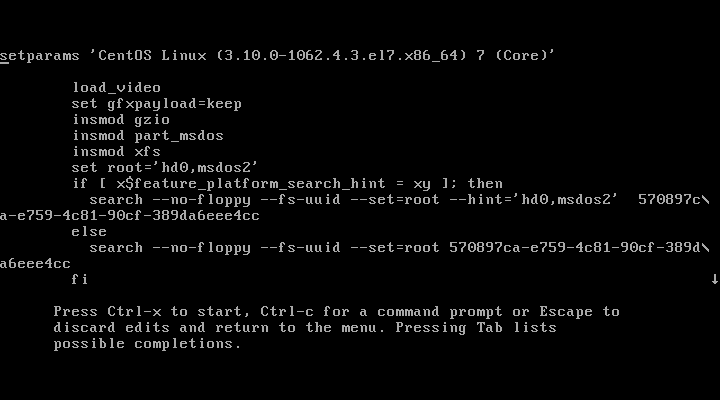 setparams 'CentOS Linux (3.10.0-1062.4.3.el7.x86_64) 7 (Core)'
load_video
set gfxpayload=keep
insmod gzio
insmod part_msdos
insmod xfs
set root='hd0,msdos2'
if [ x$feature_platform_search_hint = xy ]; then
search --no-floppy --fs-uuid --set=root --hint='hd0,msdos2'  570897c\
a-e759-4c81-90cf-389da6eee4cc
else
search --no-floppy --fs-uuid --set=root 570897ca-e759-4c81-90cf-389d\
a6eee4cc
fi ↓
Press Ctrl-x to start, Ctrl-c for a command prompt or Escape to
discard edits and return to the menu. Pressing Tab lists
possible completions.